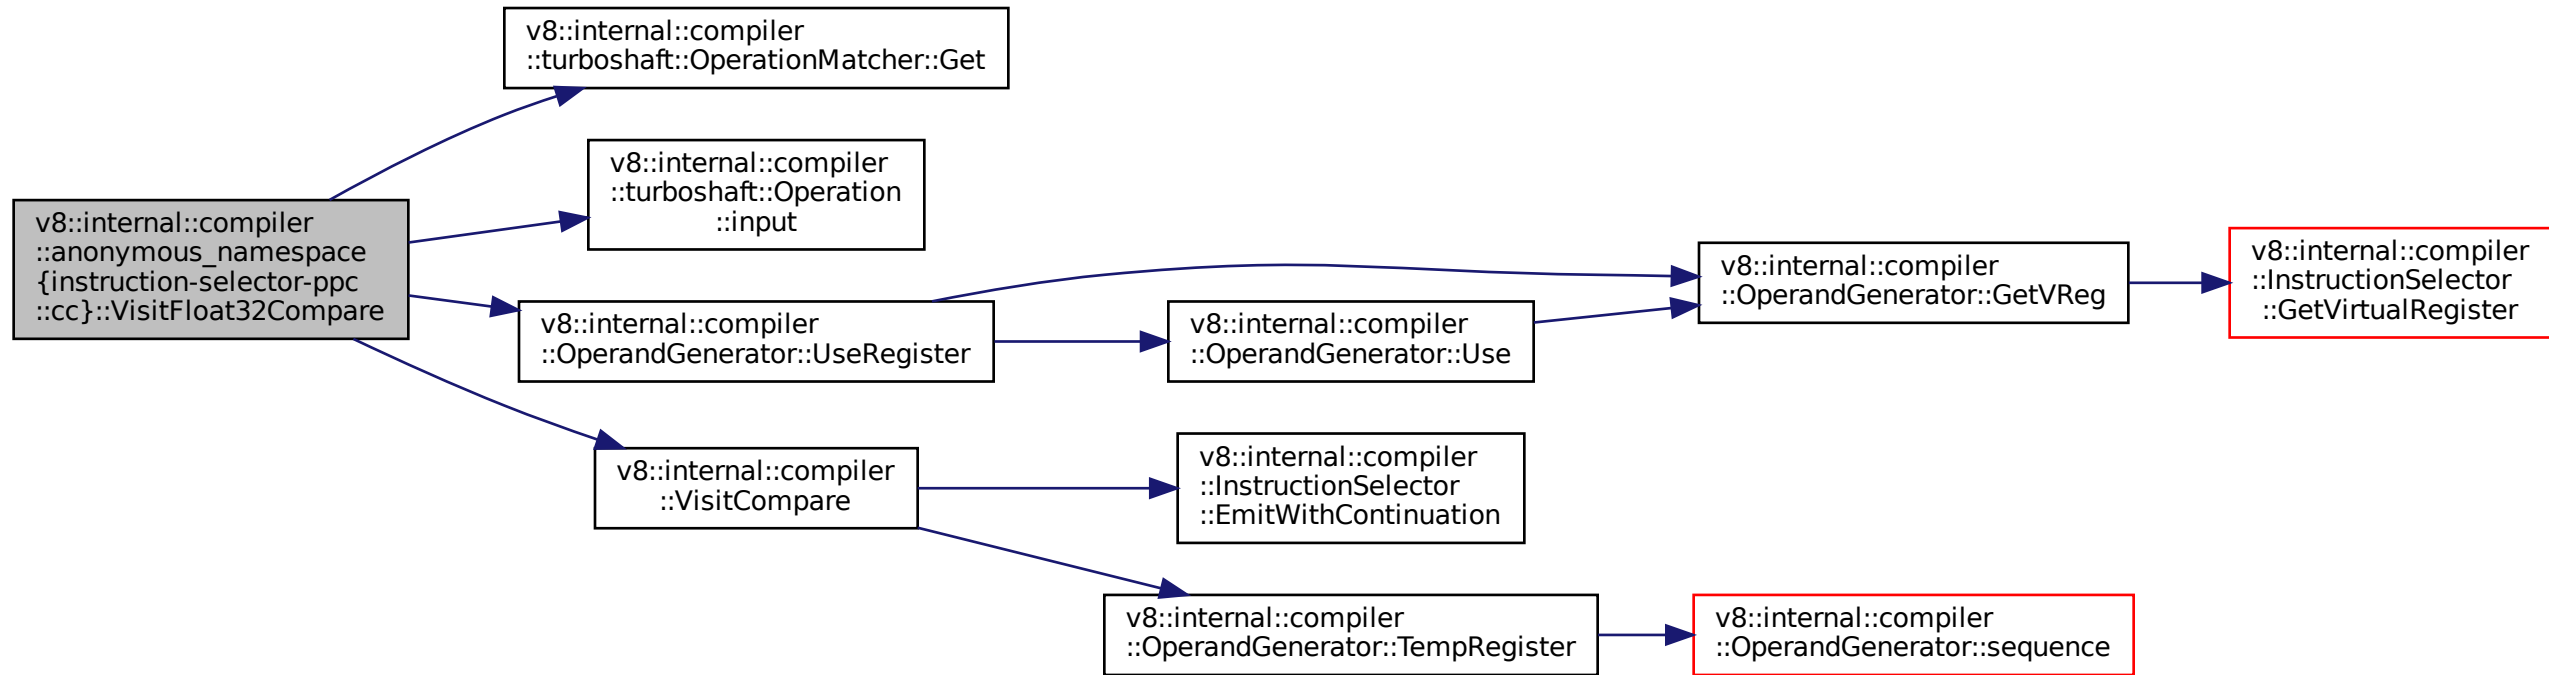 v8::internal::compiler
::anonymous_namespace
{instruction-selector-ppc
::cc}::VisitFloat32Compare
v8::internal::compiler
::turboshaft::OperationMatcher::Get
v8::internal::compiler
::turboshaft::Operation
::input
v8::internal::compiler
::OperandGenerator::UseRegister
v8::internal::compiler
::OperandGenerator::Use
v8::internal::compiler
::OperandGenerator::GetVReg
v8::internal::compiler
::InstructionSelector
::GetVirtualRegister
v8::internal::compiler
::VisitCompare
v8::internal::compiler
::InstructionSelector
::EmitWithContinuation
v8::internal::compiler
::OperandGenerator::TempRegister
v8::internal::compiler
::OperandGenerator::sequence